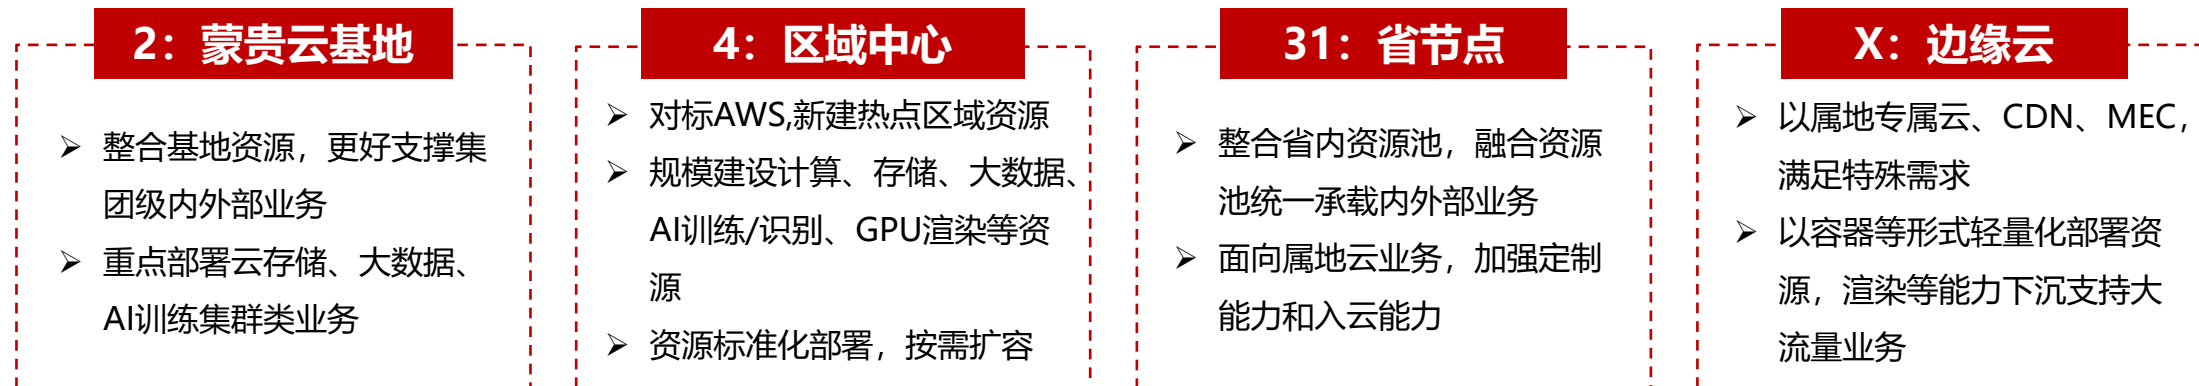 2：蒙贵云基地
整合基地资源，更好支撑集
团级内外部业务
重点部署云存储、大数据、
AI训练集群类业务
4：区域中心
对标AWS,新建热点区域资源
规模建设计算、存储、大数据、
AI训练/识别、GPU渲染等资
源
资源标准化部署，按需扩容
31：省节点
整合省内资源池，融合资源
池统一承载内外部业务
面向属地云业务，加强定制
能力和入云能力
X：边缘云
以属地专属云、CDN、MEC，
满足特殊需求
以容器等形式轻量化部署资
源，渲染等能力下沉支持大
流量业务